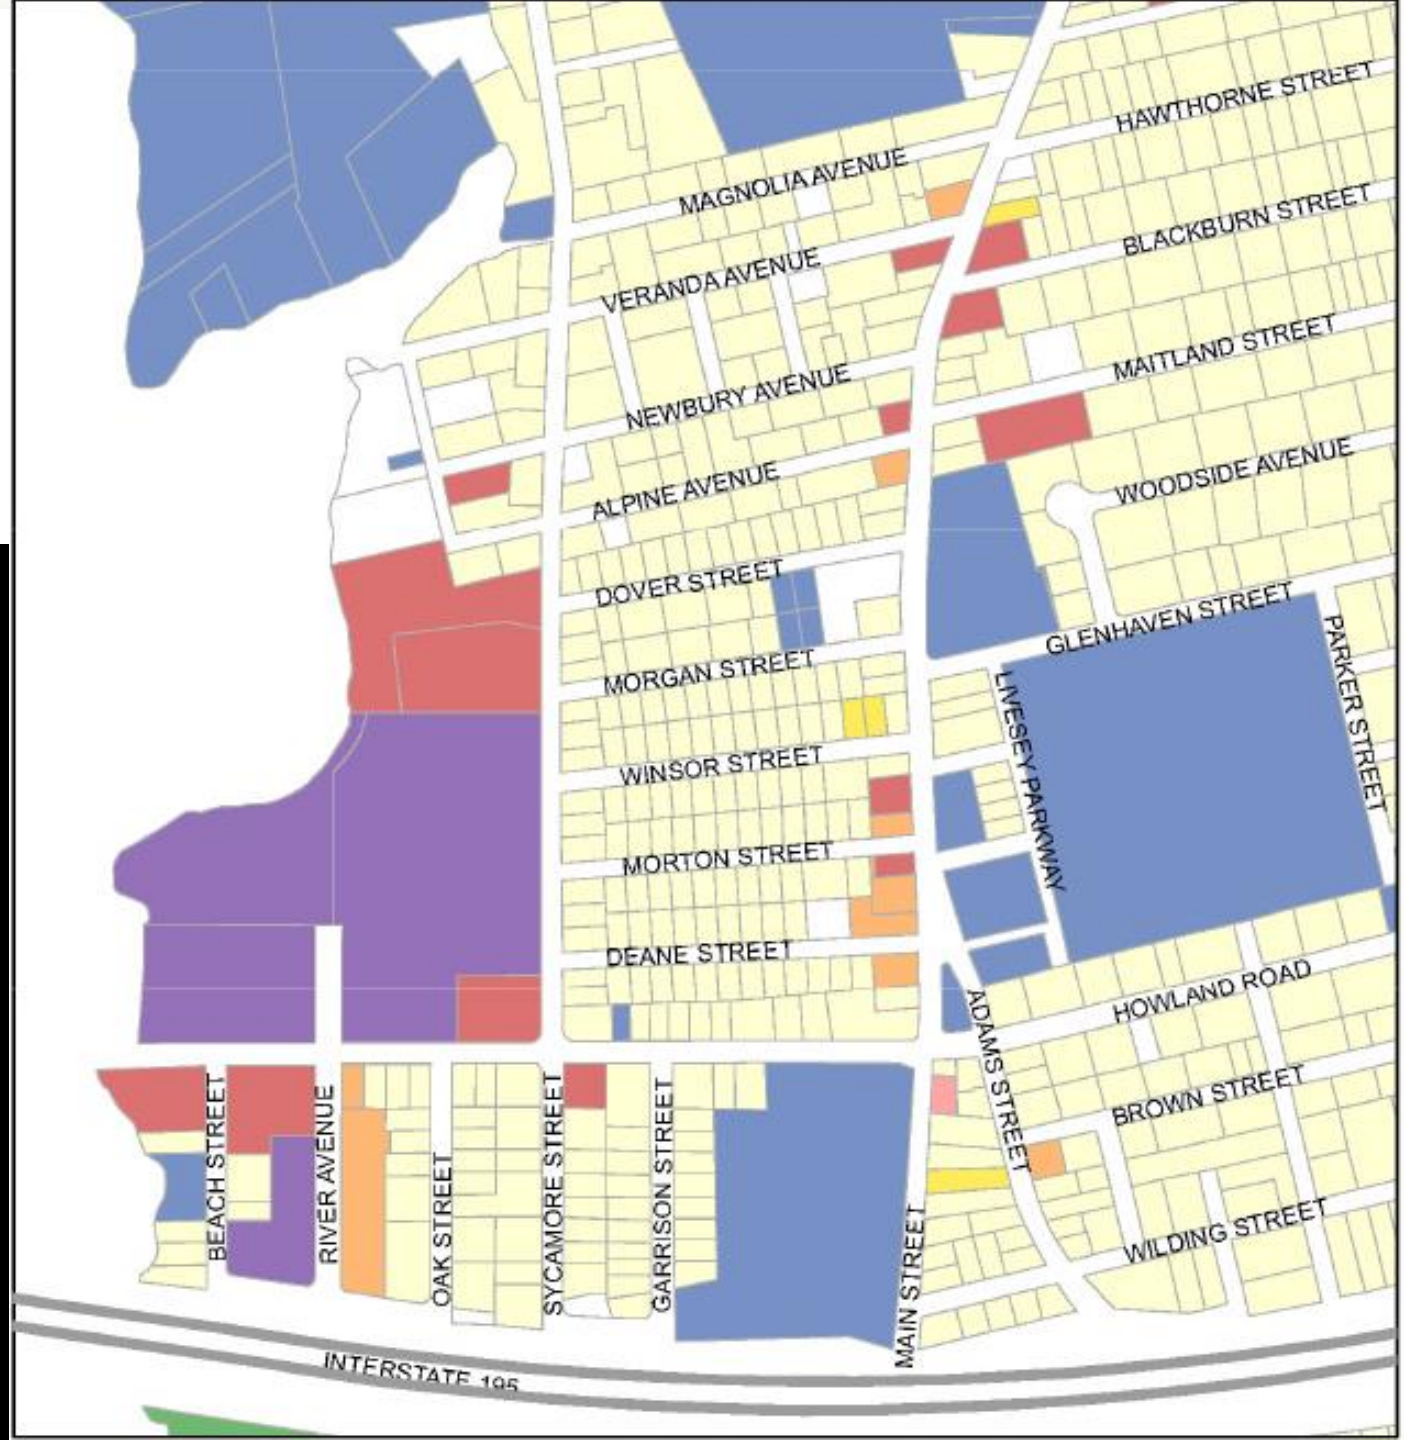 HAWTHORNE STREET
MAGNOLIA AVENUE
BLACKBURN STREET
VERANDA AVENUE
MAITLAND STREET
NEWBURY AVENUE
WOODSIDE AVENUE
ALPINE AVENUE
DOVER STREET
GLENHAVEN STREET
PARKER STREET
MORGAN STREET
LIVESEY PARKWAY
WINSOR STREET
MORTON STREET
DEANE STREET
HOWLAND ROAD
ADAMS STREET
BROWN STREET
BEACH STREET
RIVER AVENUE
OAK STREET
SYCAMORE STREET
GARRISON STREET
MAIN STREET
WILDING STREET
INTERSTATE 195